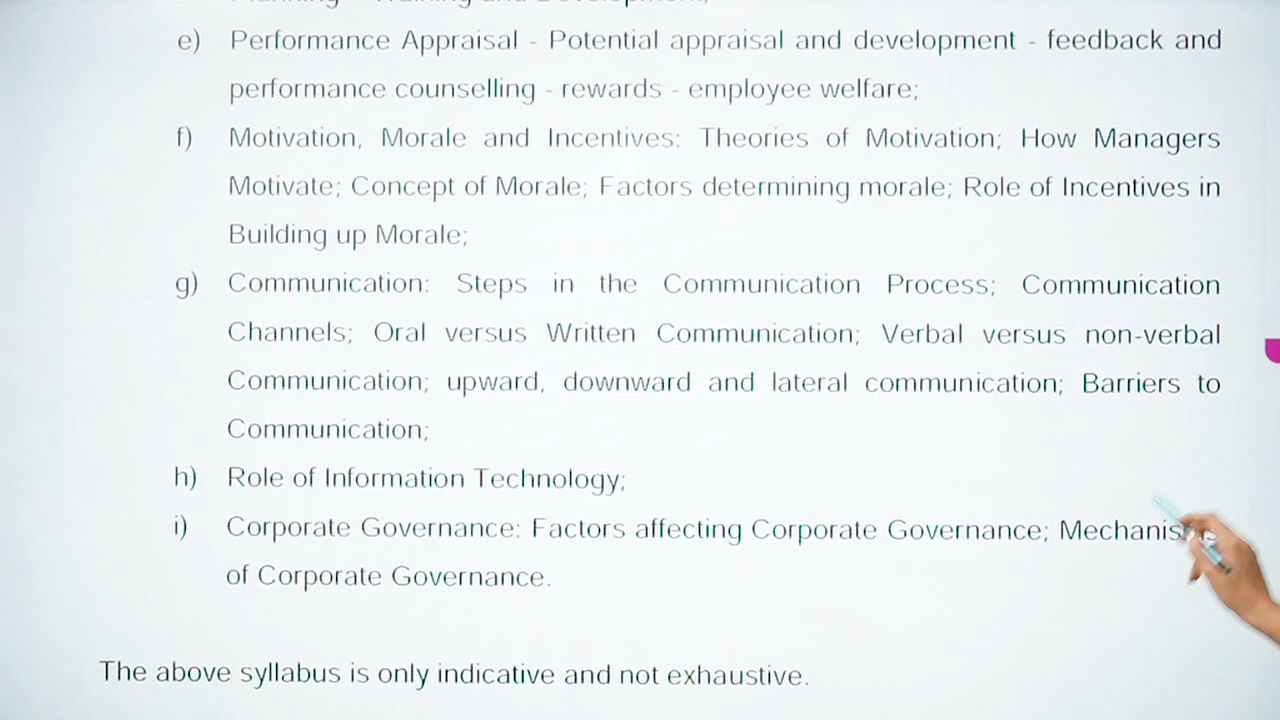 Planning - Training and Development;
e) Performance Appraisal - Potential appraisal and development - feedback and
performance counselling - rewards - employee welfare;
f) Motivation, Morale and Incentives: Theories of Motivation; How Managers
Motivate; Concept of Morale; Factors determining morale; Role of Incentives in
Building up Morale;
g) Communication: Steps in the Communication Process; Communication
Channels; Oral versus Written Communication; Verbal versus non-verbal
Communication; upward, downward and lateral communication; Barriers to
Communication;
h) Role of Information Technology;
i) Corporate Governance: Factors affecting Corporate Governance;
of Corporate Governance.
The above syllabus is only indicative and not exhaustive.